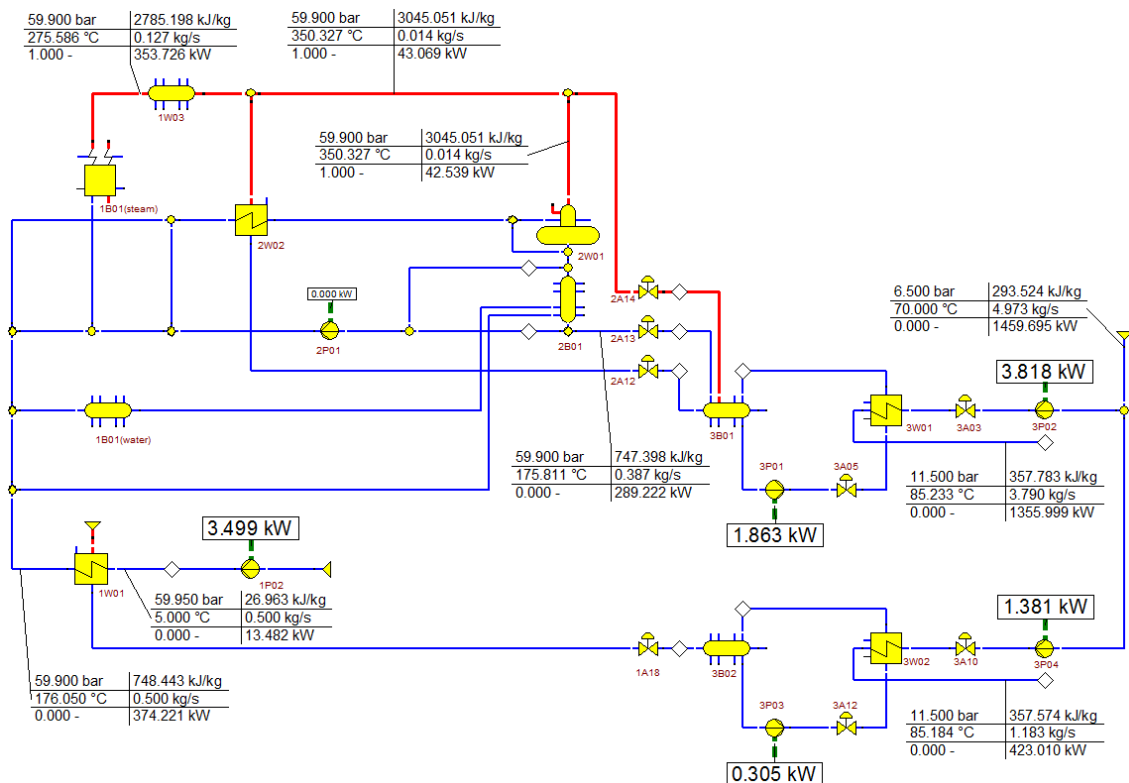 59.900 bar 2785.198 kJ/kg
275.586 °C 0.127 kg/s
1.000 - 353.726 kW
59.900 bar 3045.051 kJ/kg
350.327 °C 0.014 kg/s
1.000 - 43.069 kW
1W03
59.900 bar 3045.051 kJ/kg
350.327 °C 0.014 kg/s
1.000 - 42.539 kW
1B01(steam)
2W02
2W01
0.000 kW
2P01
2B01
2A14
2A13
2A12
6.500 bar 293.524 kJ/kg
70.000 °C 4.973 kg/s
0.000 - 1459.695 kW
3.818 kW
1B01(water)
3B01
3W01
3A03
3P02
59.900 bar 747.398 kJ/kg
175.811 °C 0.387 kg/s
0.000 - 289.222 kW
3P01
3A05
11.500 bar 357.783 kJ/kg
85.233 °C 3.790 kg/s
0.000 - 1355.999 kW
1.863 kW
3.499 kW
1W01
1P02
59.950 bar 26.963 kJ/kg
5.000 °C 0.500 kg/s
0.000 - 13.482 kW
1.381 kW
1A18
3B02
3W02
3A10
3P04
59.900 bar 748.443 kJ/kg
176.050 °C 0.500 kg/s
0.000 - 374.221 kW
3P03
3A12
11.500 bar 357.574 kJ/kg
85.184 °C 1.183 kg/s
0.000 - 423.010 kW
0.305 kW